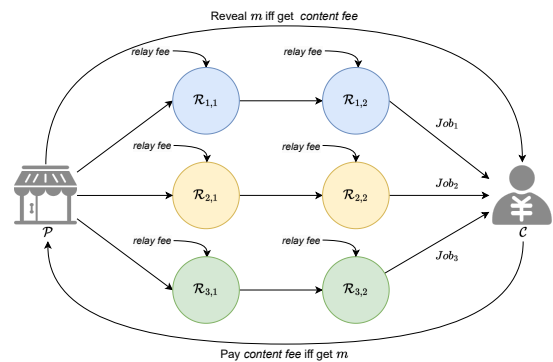 Reveal m iff get content fee
relay fee
relay fee
R1,1
R1,2
Job1
relay fee
relay fee
R2,1
R2,2
Job2
P
C
relay fee
relay fee
R3,1
R3,2
Job3
Pay content fee iff get m